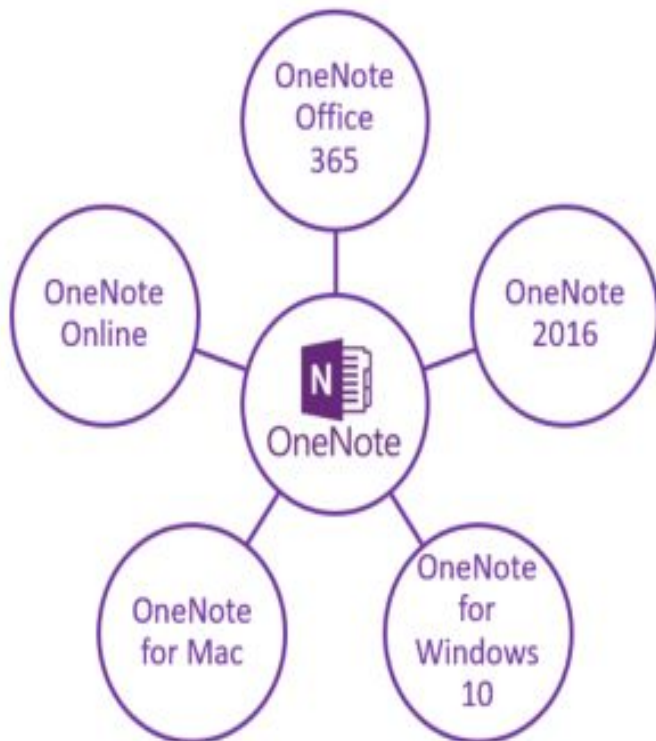 OneNote
Office
365
OneNote
Online
OneNote
2016
N
OneNote
OneNote
for Mac
OneNote
for
Windows
10